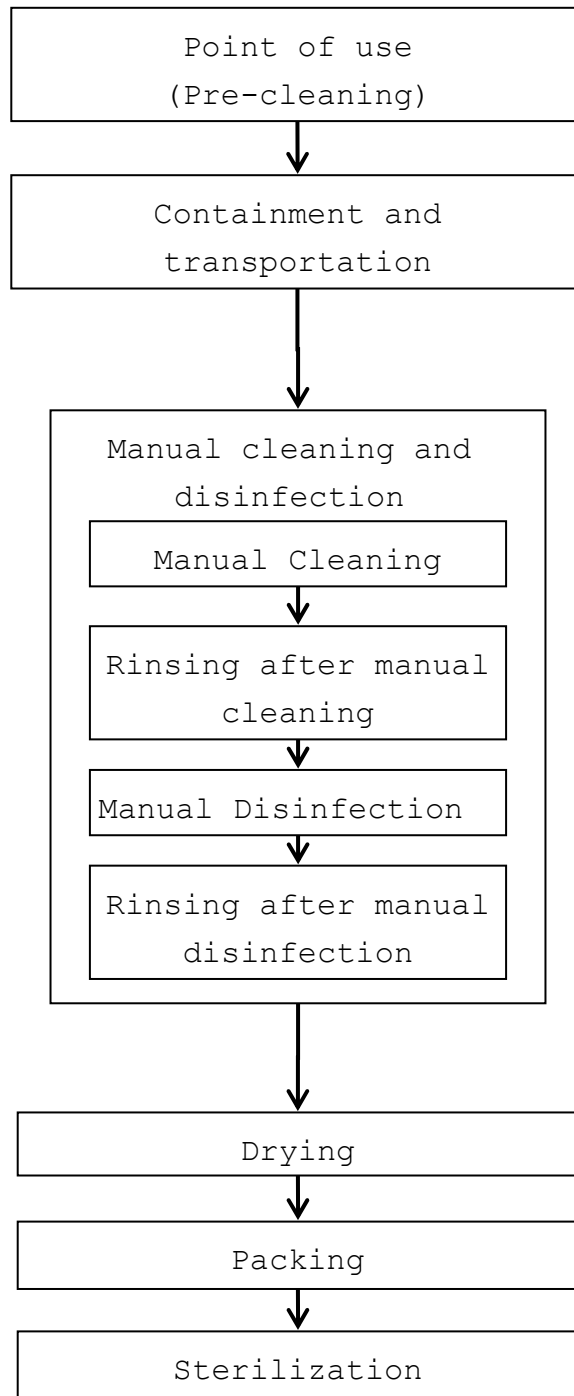 Point of use
(Pre-cleaning)
Containment and
transportation
Manual cleaning and
disinfection
Manual Cleaning
Rinsing after manual
cleaning
Manual Disinfection
Rinsing after manual
disinfection
Drying
Packing
Sterilization